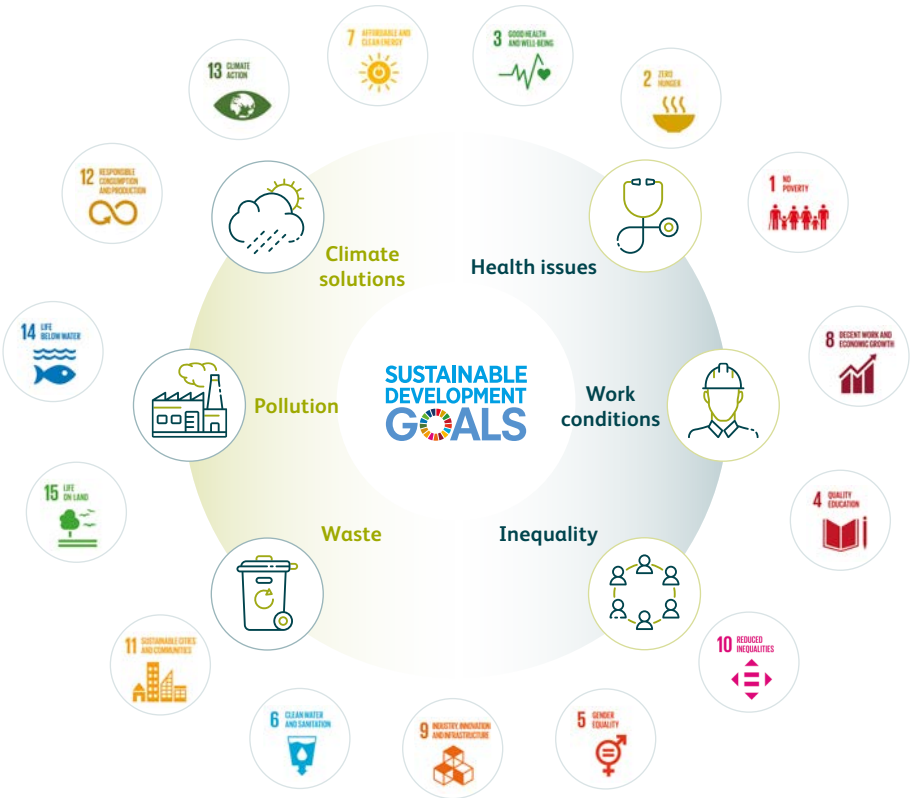 7 AFFORDABLE AND
CLEAN ENERGY
3 GOOD HEALTH
AND WELL-BEING
13 CLIMATE
ACTION
2 ZERO
HUNGER
12 RESPONSIBLE
CONSUMPTION
AND PRODUCTION
1 NO
POVERTY
Climate
solutions
Health issues
14 LIFE
BELOW WATER
8 DECENT WORK AND
ECONOMIC GROWTH
SUSTAINABLE
DEVELOPMENT
GOALS
Pollution
Work
conditions
15 LIFE
ON LAND
4 QUALITY
EDUCATION
Waste
Inequality
11 SUSTAINABLE CITIES
AND COMMUNITIES
10 REDUCED
INEQUALITIES
6 CLEAN WATER
AND SANITATION
9 INDUSTRY, INNOVATION
AND INFRASTRUCTURE
5 GENDER
EQUALITY